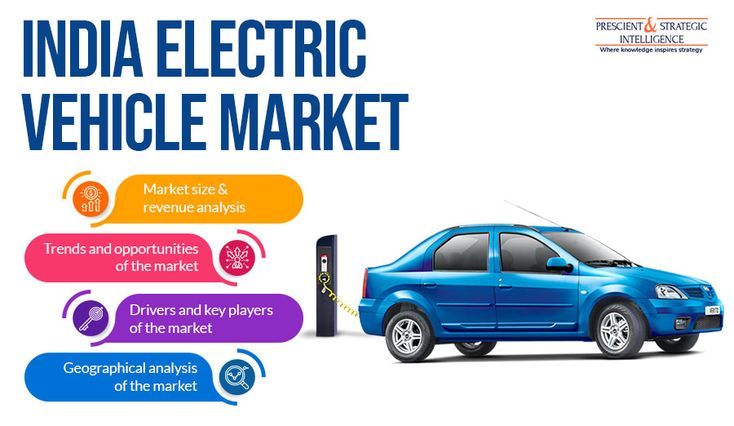 INDIA ELECTRIC
VEHICLE MARKET
PRESCIENT & STRATEGIC
INTELLIGENCE
Where knowledge inspires strategy
Market size &
revenue analysis
Trends and opportunities
of the market
Drivers and key players
of the market
Geographical analysis
of the market